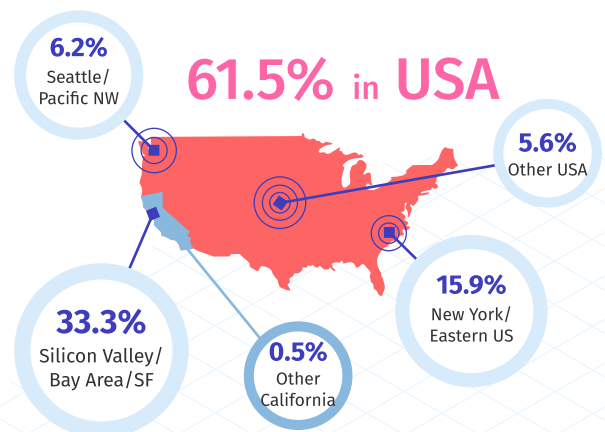 61.5% in USA
6.2%
Seattle/
Pacific NW
5.6%
Other USA
15.9%
New York/
Eastern US
33.3%
Silicon Valley/
Bay Area/SF
0.5%
Other
California